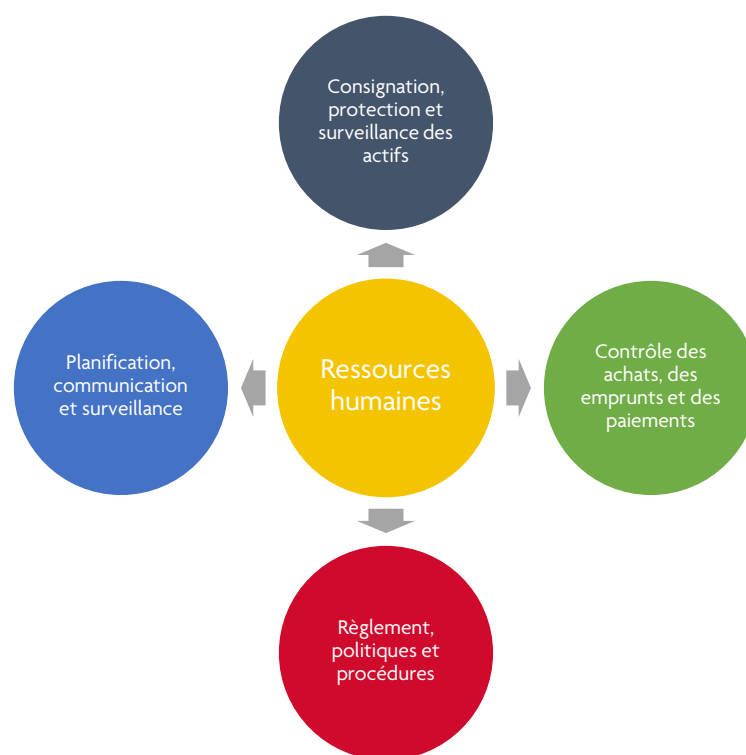 Consignation,
protection et
surveillance des
actifs
Planification,
communication
et surveillance
Ressources
humaines
Contrôle des
achats, des
emprunts et des
paiements
Règlement,
politiques et
procédures